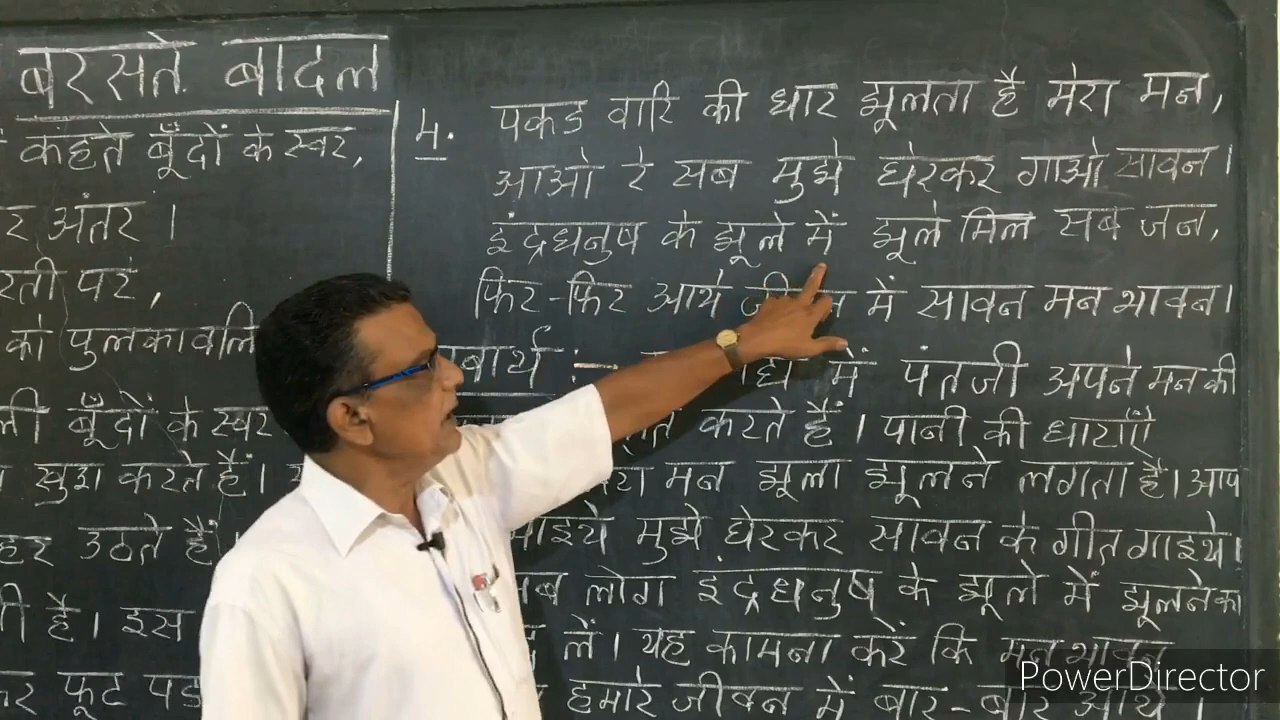 बरसते बादल
कहते बूँदों के स्वर,
र अंतर ।
रती पर,
को पुलकावलि
ली बूँदों के स्वर
खुश करते हैं।
हर उठते हैं।
है। इस
कर फूट पड
4. पकड वारि की धार झूलता है मेरा मन,
आओ रे सब मुझे घेरकर गाओ सावन।
इंद्रधनुष के झूले में झूले मिल सब जन,
फिर-फिर आये जी न में सावन मन भावन।
बार्थ :-
में पंतजी अपने मन की
करते हैं। पानी की धाराएँ
मन झूला झूलने लगता है। आप
आइये मुझे घेरकर सावन के गीत गाइये।
सब लोग इंद्रधनुष के झूले में झूलने का
लें। यह कामना करें कि मन भावन
हमारे जीवन में बार-बार आये ।
PowerDirector